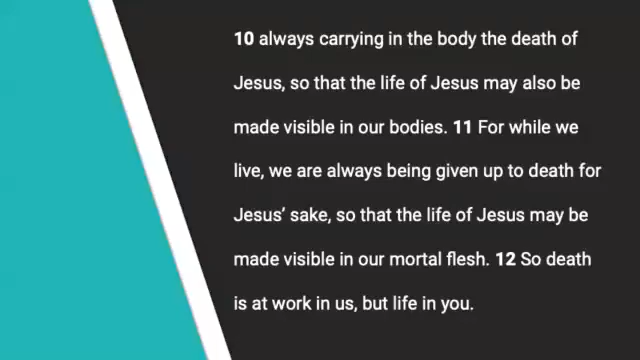 10 always carrying in the body the death of
Jesus, so that the life of Jesus may also be
made visible in our bodies. 11 For while we
live, we are always being given up to death for
Jesus’ sake, so that the life of Jesus may be
made visible in our mortal flesh. 12 So death
is at work in us, but life in you.